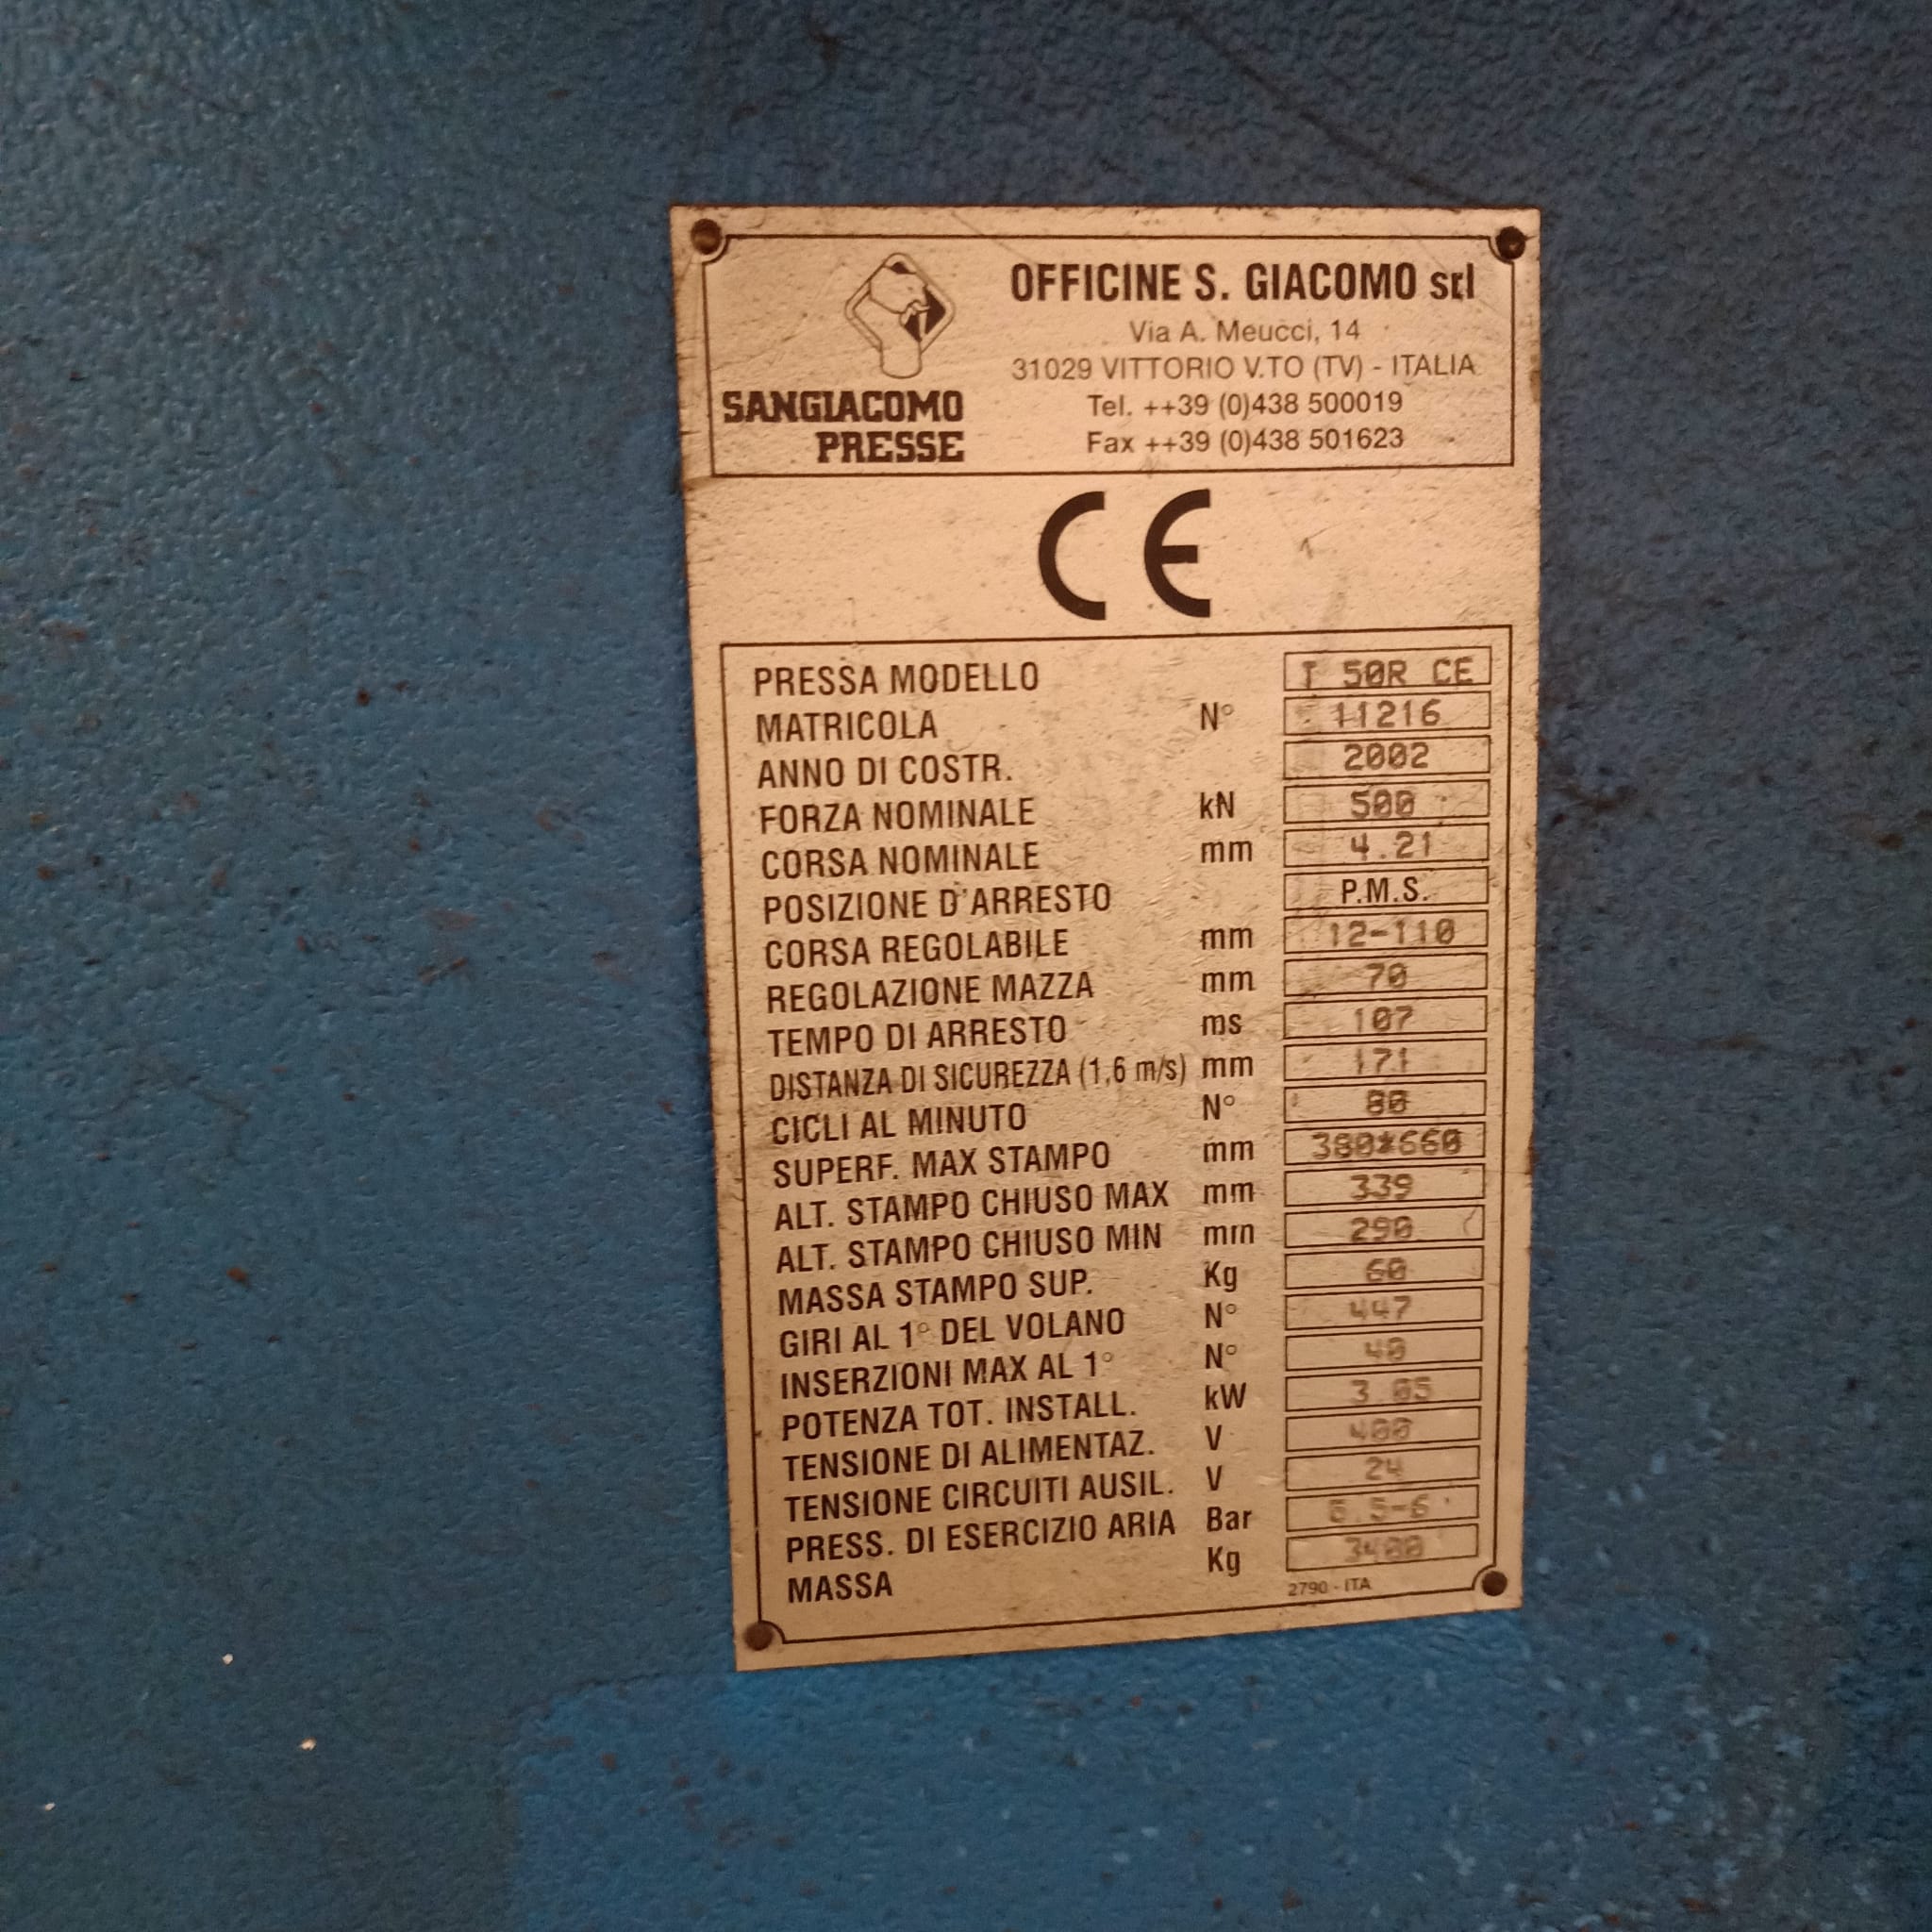 OFFICINE S. GIACOMO srl
Via A. Meucci, 14
31029 VITTORIO V.TO (TV) - ITALIA
Tel. ++39 (0)438 500019
Fax ++39 (0)438 501623
SANGIACOMO
PRESSE
CE
PRESSA MODELLO T 50R CE
MATRICOLA N° 11216
ANNO DI COSTR. 2002
FORZA NOMINALE kN 500
CORSA NOMINALE mm 4.21
POSIZIONE D'ARRESTO P.M.S.
CORSA REGOLABILE mm 12-110
REGOLAZIONE MAZZA mm 70
TEMPO DI ARRESTO ms 107
DISTANZA DI SICUREZZA (1,6 m/s) mm 171
CICLI AL MINUTO N° 80
SUPERF. MAX STAMPO mm 380*660
ALT. STAMPO CHIUSO MAX mm 339
ALT. STAMPO CHIUSO MIN mm 290
MASSA STAMPO SUP. Kg 60
GIRI AL 1° DEL VOLANO N° 447
INSERZIONI MAX AL 1° N° 40
POTENZA TOT. INSTALL. kW 3.05
TENSIONE DI ALIMENTAZ. V 400
TENSIONE CIRCUITI AUSIL. V 24
PRESS. DI ESERCIZIO ARIA Bar
MASSA Kg 3400
2790 - ITA